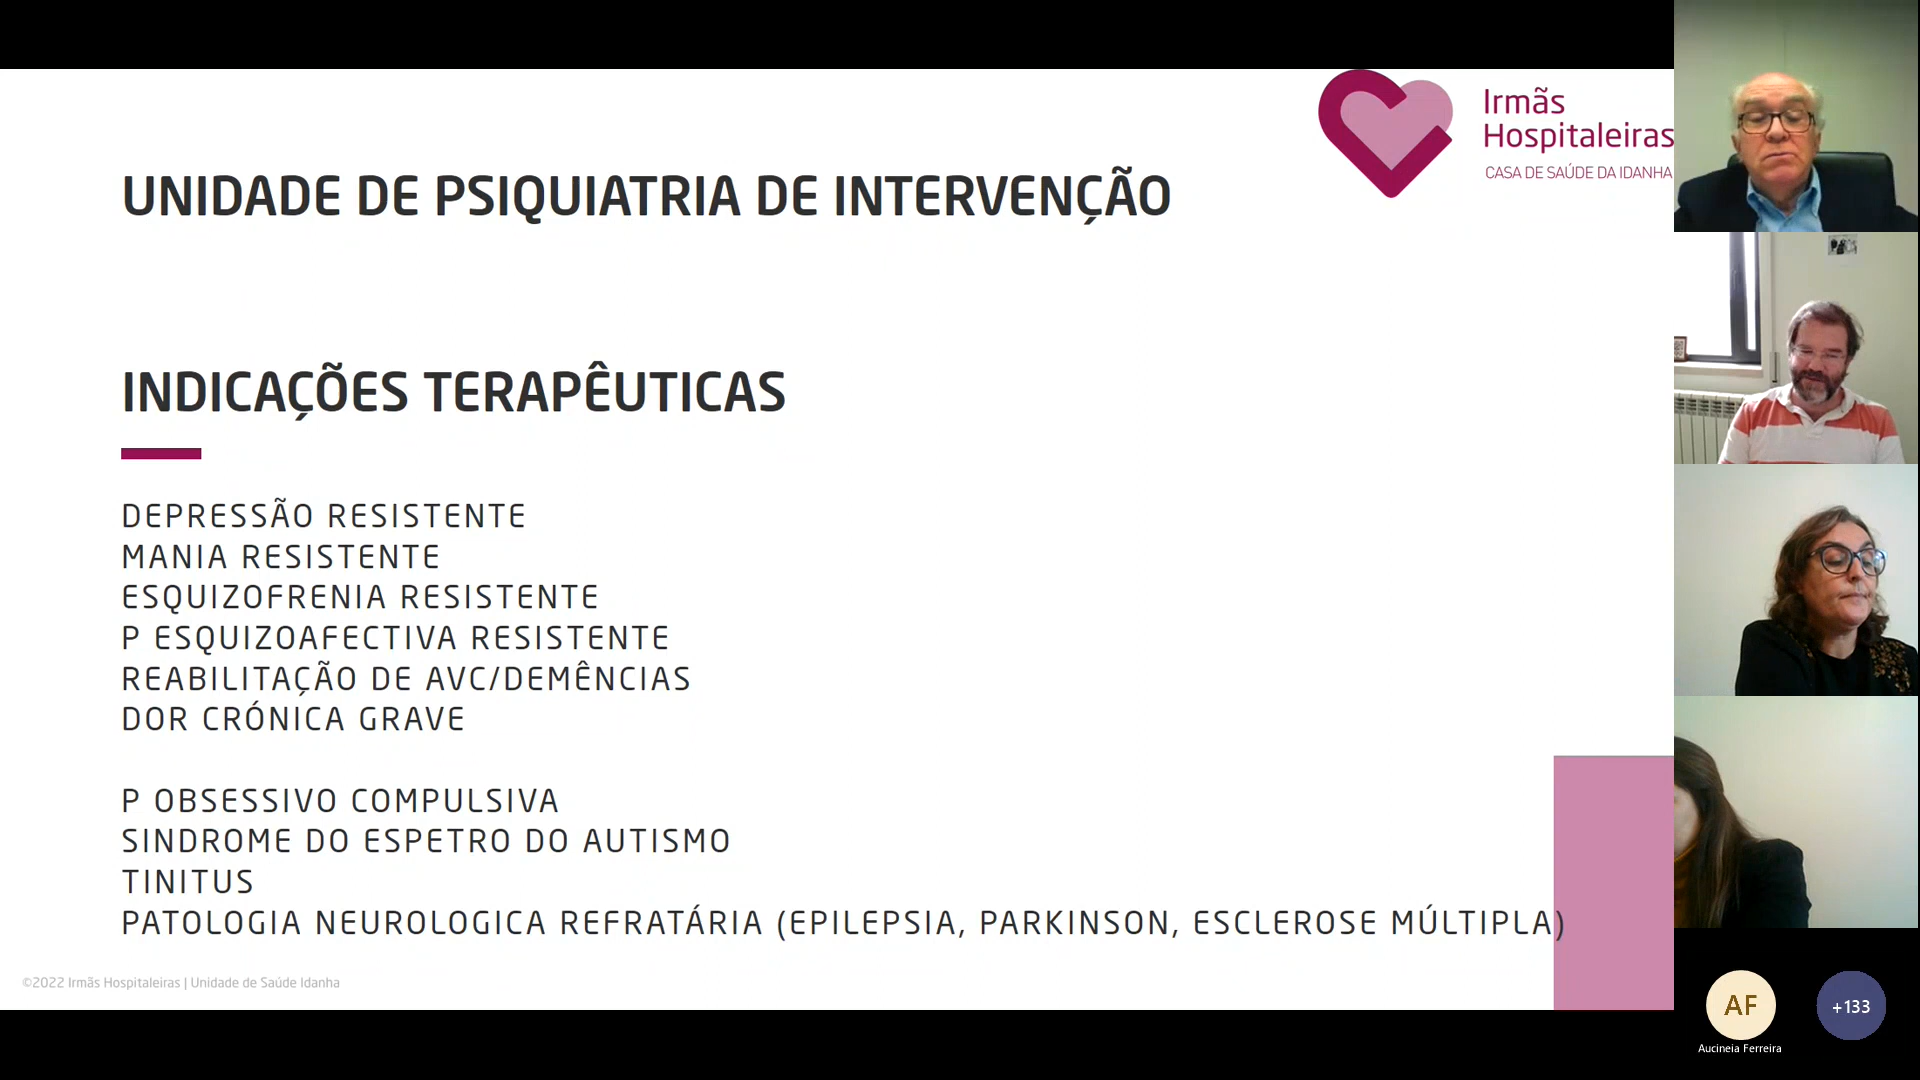 Irmãs
Hospitaleiras
CASA DE SAÚDE DA IDANHA
UNIDADE DE PSIQUIATRIA DE INTERVENÇÃO
INDICAÇÕES TERAPÊUTICAS
DEPRESSÃO RESISTENTE
MANIA RESISTENTE
ESQUIZOFRENIA RESISTENTE
P ESQUIZOAFECTIVA RESISTENTE
REABILITAÇÃO DE AVC/DEMÊNCIAS
DOR CRÓNICA GRAVE
P OBSESSIVO COMPULSIVA
SINDROME DO ESPETRO DO AUTISMO
TINITUS
PATOLOGIA NEUROLOGICA REFRATÁRIA (EPILEPSIA, PARKINSON, ESCLEROSE MÚLTIPLA)
©2022 Irmãs Hospitaleiras | Unidade de Saúde Idanha
AF
+133
Aucineia Ferreira